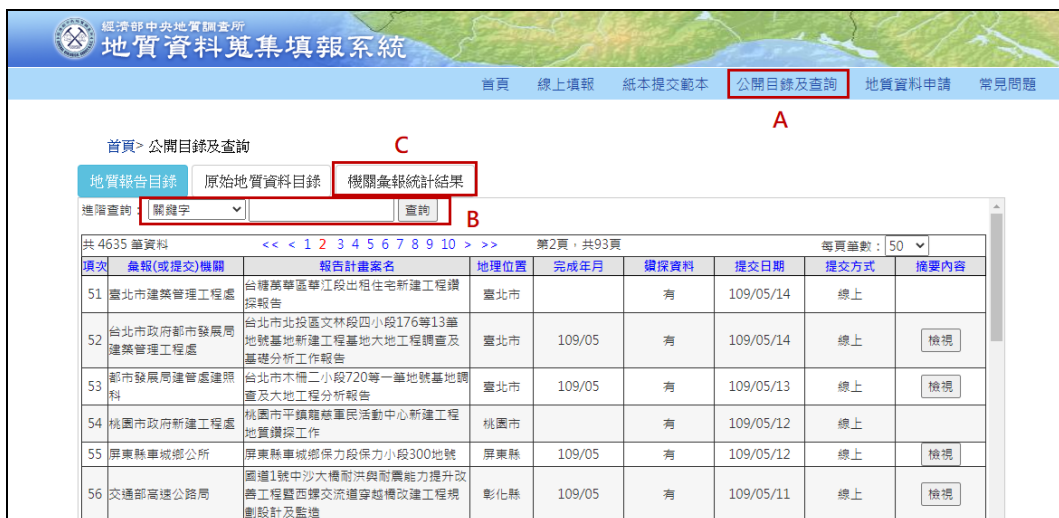 經濟部中央地質調查所
地質資料蒐集填報系統
首頁 線上填報 紙本提交範本 公開目錄及查詢 地質資料申請 常見問題
A
首頁> 公開目錄及查詢
C
地質報告目錄 原始地質資料目錄 機關彙報統計結果
進階查詢： 關鍵字 查詢
B
共 4635 筆資料 << < 1 2 3 4 5 6 7 8 9 10 > >> 第2頁，共93頁 每頁筆數： 50
項次 彙報(或提交)機關 報告計畫案名 地理位置 完成年月 鑽探資料 提交日期 提交方式 摘要內容
51 臺北市建築管理工程處 台糖萬華區華江段出租住宅新建工程鑽
探報告 臺北市 有 109/05/14 線上
52 台北市政府都市發展局
建築管理工程處 台北市北投區文林段四小段176等13筆
地號基地新建工程基地大地工程調查及
基礎分析工作報告 臺北市 109/05 有 109/05/14 線上 檢視
53 都市發展局建管處建照
科 台北市木柵二小段720等一筆地號基地調
查及大地工程分析報告 臺北市 109/05 有 109/05/13 線上 檢視
54 桃園市政府新建工程處 桃園市平鎮龍慈軍民活動中心新建工程
地質鑽探工作 桃園市 有 109/05/12 線上
55 屏東縣車城鄉公所 屏東縣車城鄉保力段保力小段300地號 屏東縣 109/05 有 109/05/12 線上 檢視
56 交通部高速公路局 國道1號中沙大橋耐洪與耐震能力提升改
善工程暨西螺交流道穿越橋改建工程規
劃設計及監造 彰化縣 109/05 有 109/05/11 線上 檢視